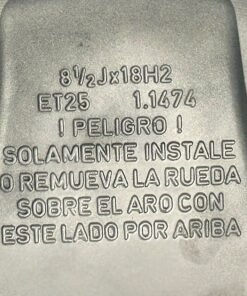 8½Jx18H2
ET25 1.1474
! PELIGRO !
SOLAMENTE INSTALE
O REMUEVA LA RUEDA
SOBRE EL ARO CON
ESTE LADO POR ARIBA